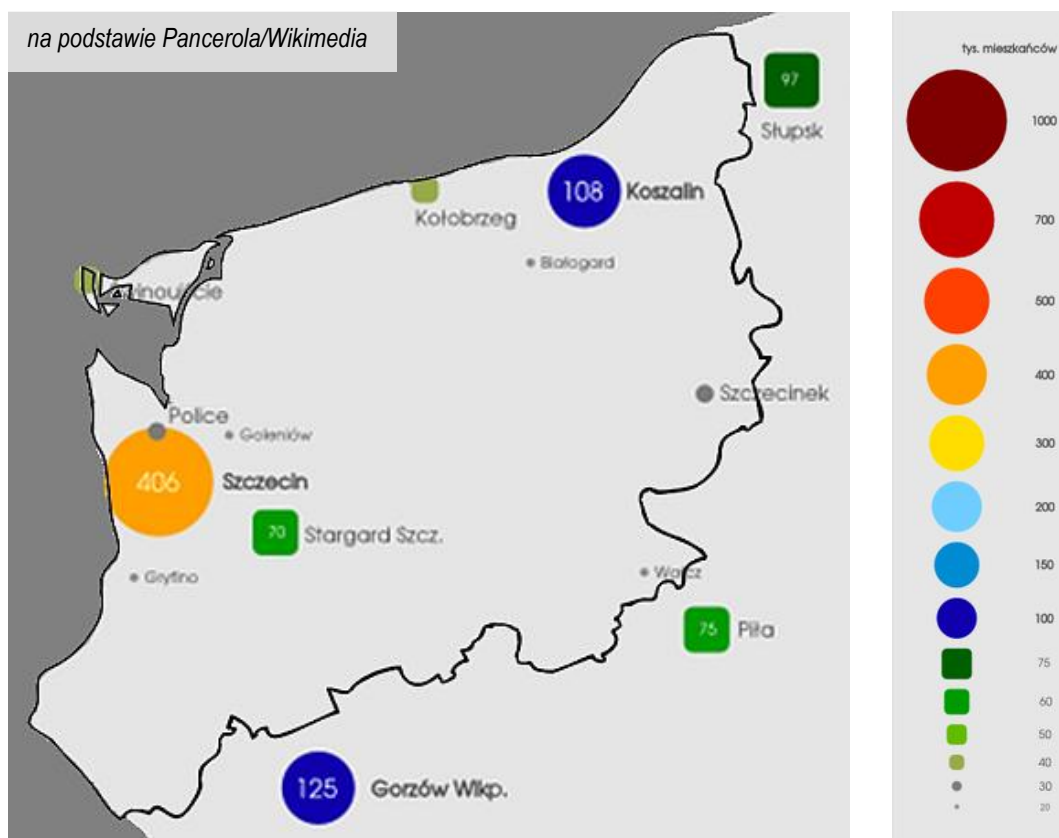 na podstawie Pancerola/Wikimedia
97
Słupsk
108 Koszalin
Kołobrzeg
Białogard
Szczecinek
Police
Goleniów
406 Szczecin
70 Stargard Szcz.
Gryfino
Wałcz
75 Piła
125 Gorzów Wlkp.
tys. mieszkańców
1000
700
500
400
300
200
150
100
75
60
50
40
30
20